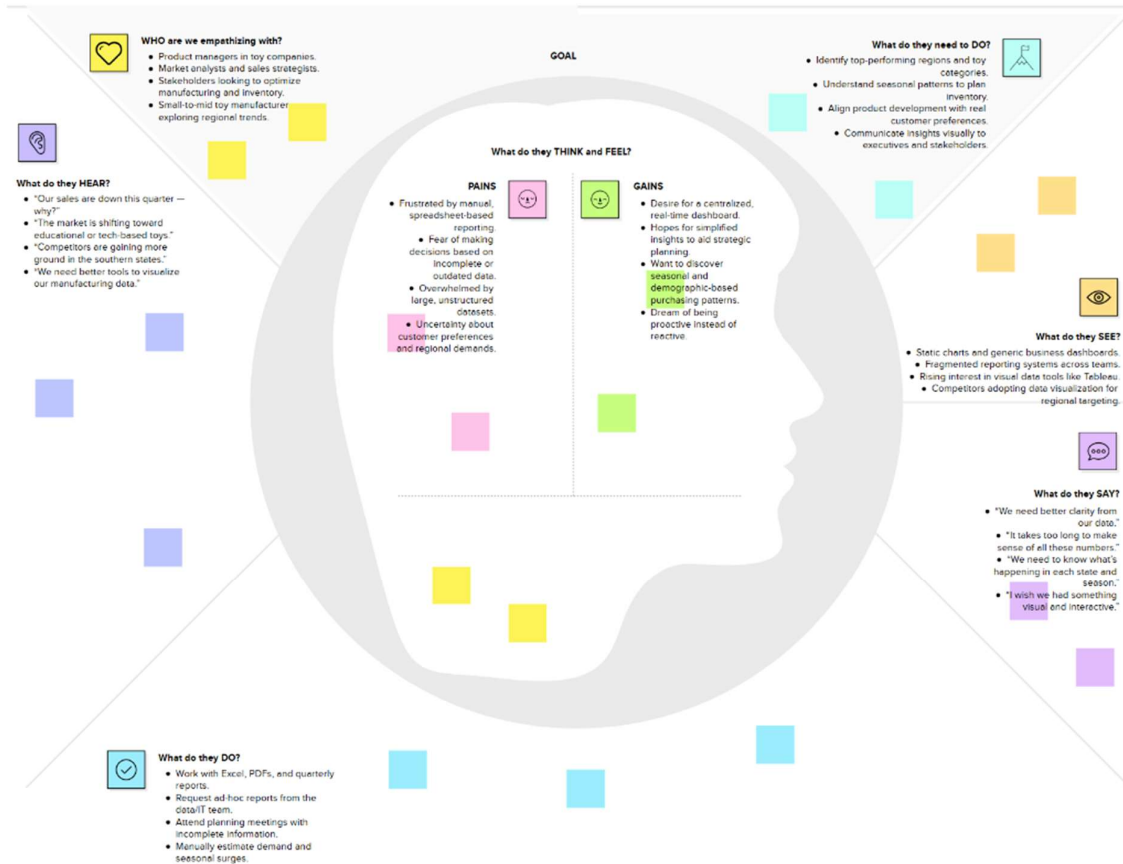 WHO are we empathizing with?
• Product managers in toy companies.
• Market analysts and sales strategists.
• Stakeholders looking to optimize
manufacturing and inventory.
• Small-to-mid toy manufacturer
exploring regional trends.
GOAL
What do they need to DO?
• Identify top-performing regions and toy
categories.
• Understand seasonal patterns to plan
inventory.
• Align product development with real
customer preferences.
• Communicate insights visually to
executives and stakeholders.
What do they HEAR?
• “Our sales are down this quarter —
why?”
• “The market is shifting toward
educational or tech-based toys.”
• “Competitors are gaining more
ground in the southern states.”
• “We need better tools to visualize
our manufacturing data.”
What do they THINK and FEEL?
PAINS
• Frustrated by manual,
spreadsheet-based
reporting.
• Fear of making
decisions based on
incomplete or
outdated data.
• Overwhelmed by
large, unstructured
datasets.
• Uncertainty about
customer preferences
and regional demands.
GAINS
• Desire for a centralized,
real-time dashboard.
• Hopes for simplified
insights to aid strategic
planning.
• Want to discover
seasonal and
demographic-based
purchasing patterns.
• Dream of being
proactive instead of
reactive.
What do they SEE?
• Static charts and generic business dashboards.
• Fragmented reporting systems across teams.
• Rising interest in visual data tools like Tableau.
• Competitors adopting data visualization for
regional targeting.
What do they SAY?
• “We need better clarity from
our data.”
• “It takes too long to make
sense of all these numbers.”
• “We need to know what’s
happening in each state and
season.”
• “I wish we had something
visual and interactive.”
What do they DO?
• Work with Excel, PDFs, and quarterly
reports.
• Request ad-hoc reports from the
data/IT team.
• Attend planning meetings with
incomplete information.
• Manually estimate demand and
seasonal surges.